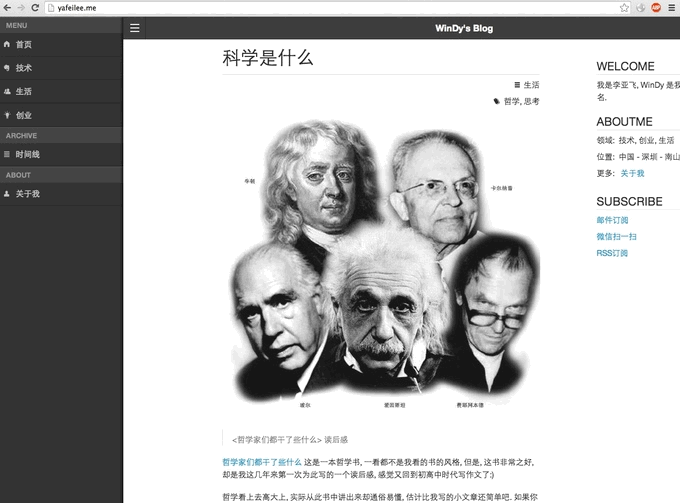 yafeilee.me
MENU
首页
技术
生活
创业
ARCHIVE
时间线
ABOUT
关于我
WinDy's Blog
科学是什么
生活
哲学, 思考
牛顿
卡尔纳普
波尔
爱因斯坦
费耶阿本德
<哲学家们都干了些什么> 读后感
哲学家们都干了些什么 这是一本哲学书, 一看都不是我看的书的风格, 但是, 这书非常之好,
却是我这几年来第一次为此写的一个读后感, 感觉又回到初高中时代写作文了:)
哲学看上去高大上, 实际从此书中讲出来却通俗易懂, 估计比我写的小文章还简单吧. 如果你
WELCOME
我是李亚飞, WinDy 是我
名.
ABOUTME
领域: 技术, 创业, 生活
位置: 中国 - 深圳 - 南山
更多: 关于我
SUBSCRIBE
邮件订阅
微信扫一扫
RSS订阅